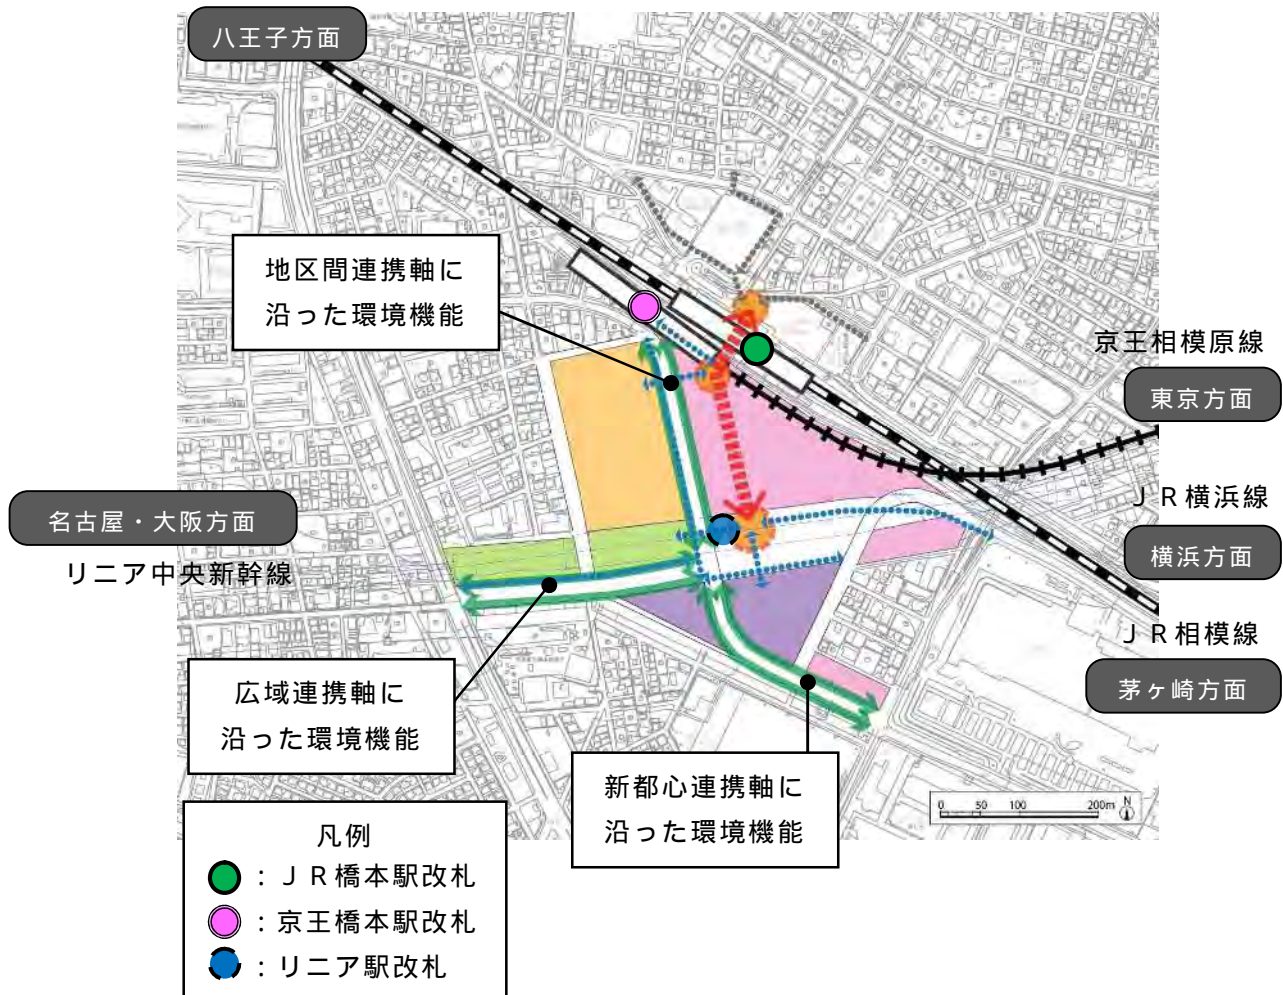 八王子方面
地区間連携軸に
沿った環境機能
京王相模原線
東京方面
名古屋・大阪方面
リニア中央新幹線
ＪＲ横浜線
横浜方面
ＪＲ相模線
茅ヶ崎方面
広域連携軸に
沿った環境機能
新都心連携軸に
沿った環境機能
0 50 100 200m N
凡例
：ＪＲ橋本駅改札
：京王橋本駅改札
：リニア駅改札